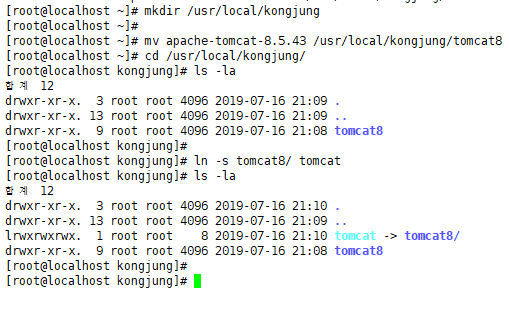 [root@localhost ~]# mkdir /usr/local/kongjung
[root@localhost ~]#
[root@localhost ~]# mv apache-tomcat-8.5.43 /usr/local/kongjung/tomcat8
[root@localhost ~]# cd /usr/local/kongjung/
[root@localhost kongjung]# ls -la
합계 12
drwxr-xr-x.  3 root root 4096 2019-07-16 21:09 .
drwxr-xr-x. 13 root root 4096 2019-07-16 21:09 ..
drwxr-xr-x.  9 root root 4096 2019-07-16 21:08 tomcat8
[root@localhost kongjung]#
[root@localhost kongjung]# ln -s tomcat8/ tomcat
[root@localhost kongjung]# ls -la
합계 12
drwxr-xr-x.  3 root root 4096 2019-07-16 21:10 .
drwxr-xr-x. 13 root root 4096 2019-07-16 21:09 ..
lrwxrwxrwx.  1 root root    8 2019-07-16 21:10 tomcat -> tomcat8/
drwxr-xr-x.  9 root root 4096 2019-07-16 21:08 tomcat8
[root@localhost kongjung]#
[root@localhost kongjung]#